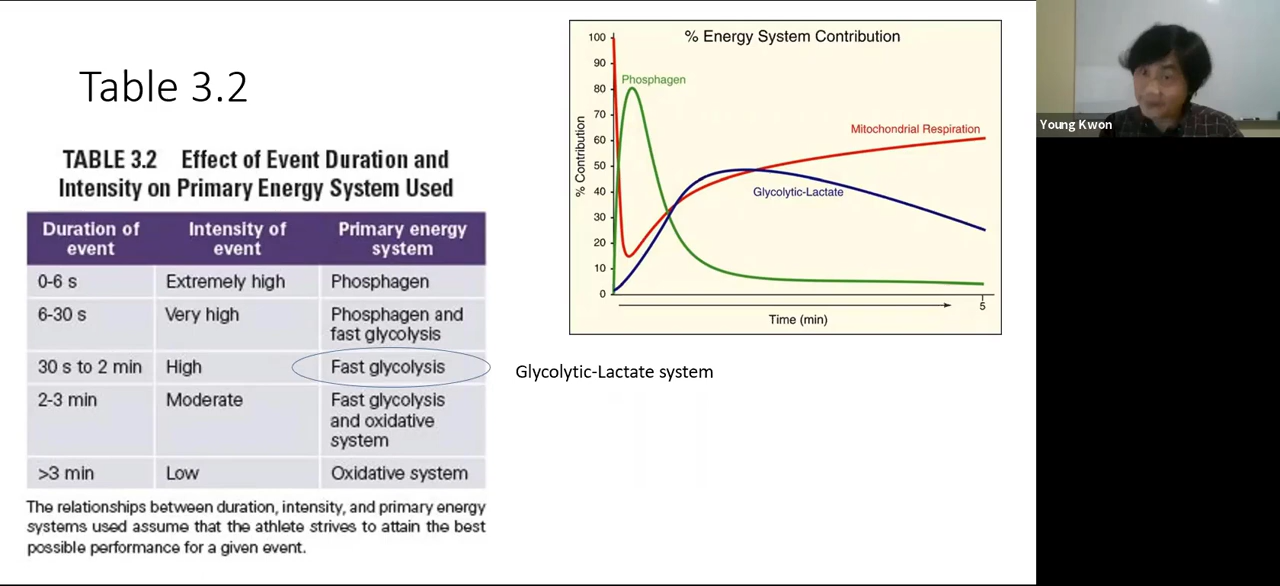 Table 3.2
TABLE 3.2 Effect of Event Duration and
Intensity on Primary Energy System Used
Duration of event
Intensity of event
Primary energy system
0-6 s
Extremely high
Phosphagen
6-30 s
Very high
Phosphagen and
fast glycolysis
30 s to 2 min
High
Fast glycolysis
2-3 min
Moderate
Fast glycolysis
and oxidative
system
>3 min
Low
Oxidative system
The relationships between duration, intensity, and primary energy
systems used assume that the athlete strives to attain the best
possible performance for a given event.
% Energy System Contribution
% Contribution
100
90
80
70
60
50
40
30
20
10
0
Phosphagen
Mitochondrial Respiration
Glycolytic-Lactate
5
Time (min)
Glycolytic-Lactate system
Young Kwon